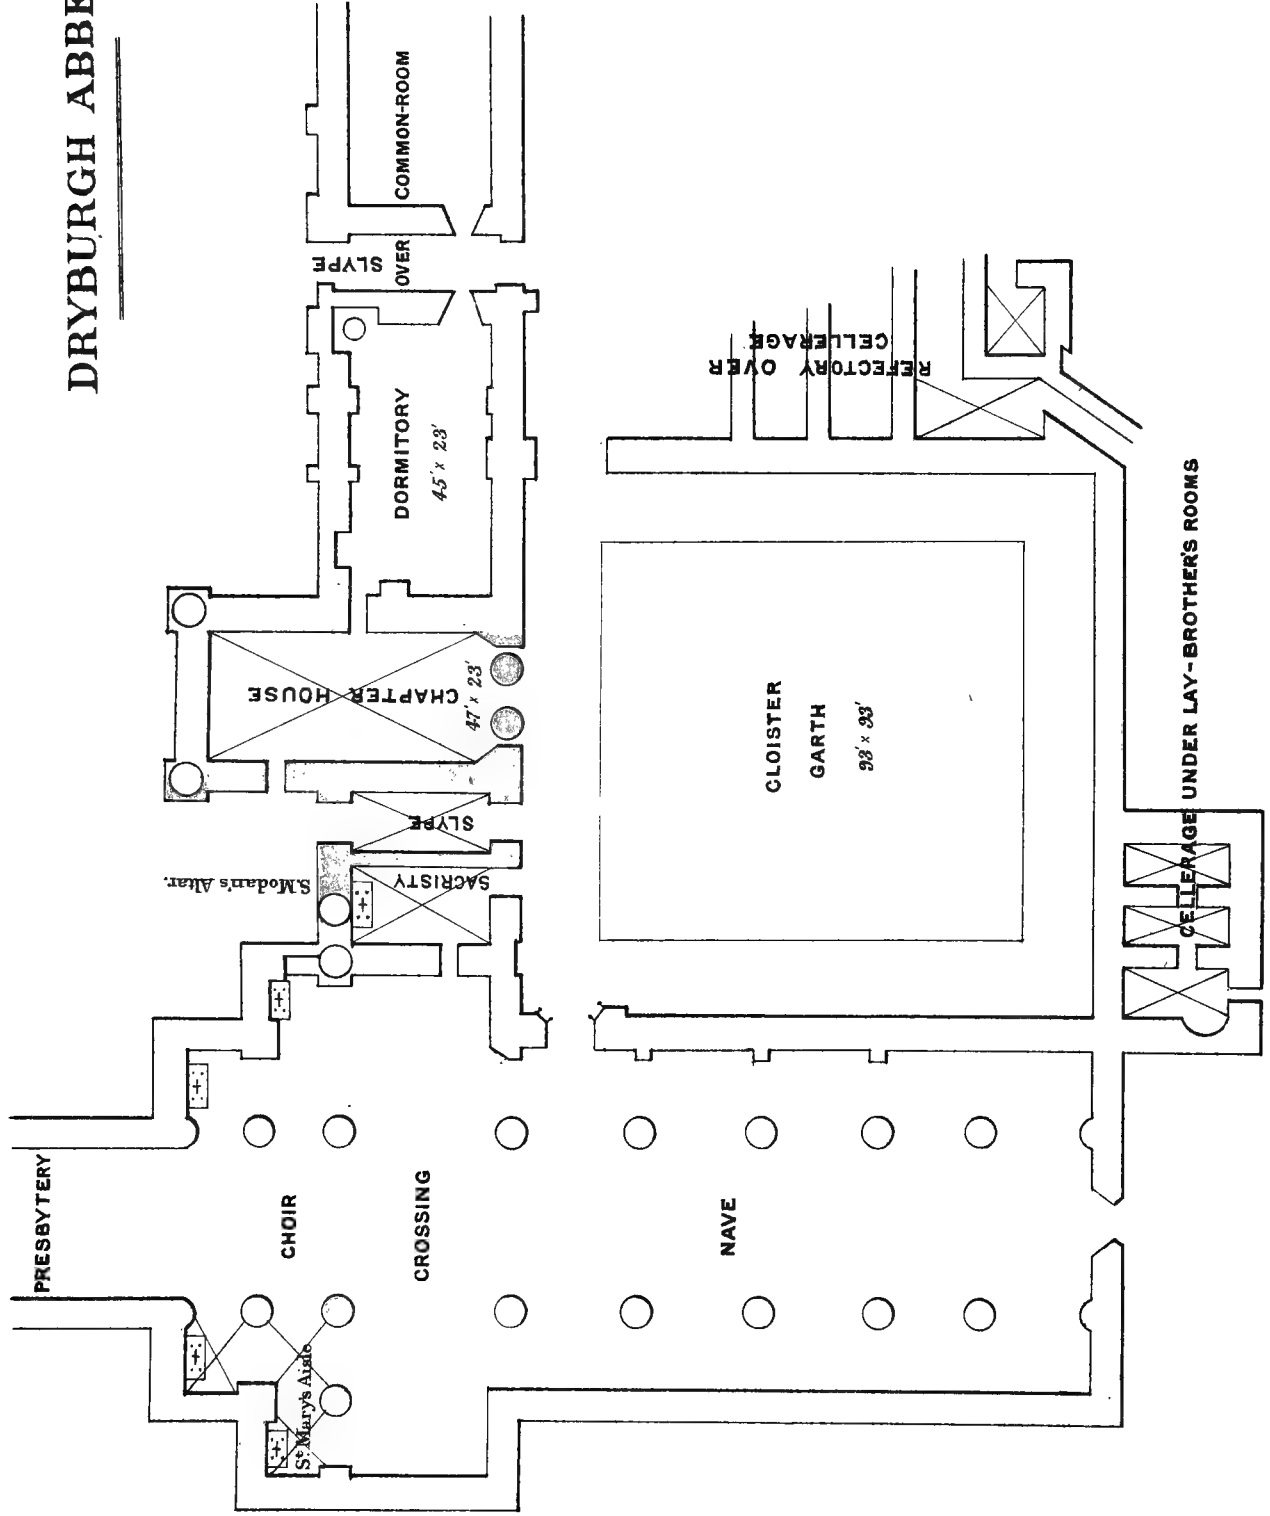 DRYBURGH ABBE
COMMON-ROOM
OVER
SLYPE
DORMITORY
45' x 23'
CHAPTER HOUSE
47' x 23'
SLYPE
SACRISTY
S. Modan's Altar.
REFECTORY OVER
CELLERAGE
CLOISTER
GARTH
93' x 93'
CELLERAGE UNDER LAY-BROTHER'S ROOMS
PRESBYTERY
CHOIR
CROSSING
NAVE
St. Mary's Aisle